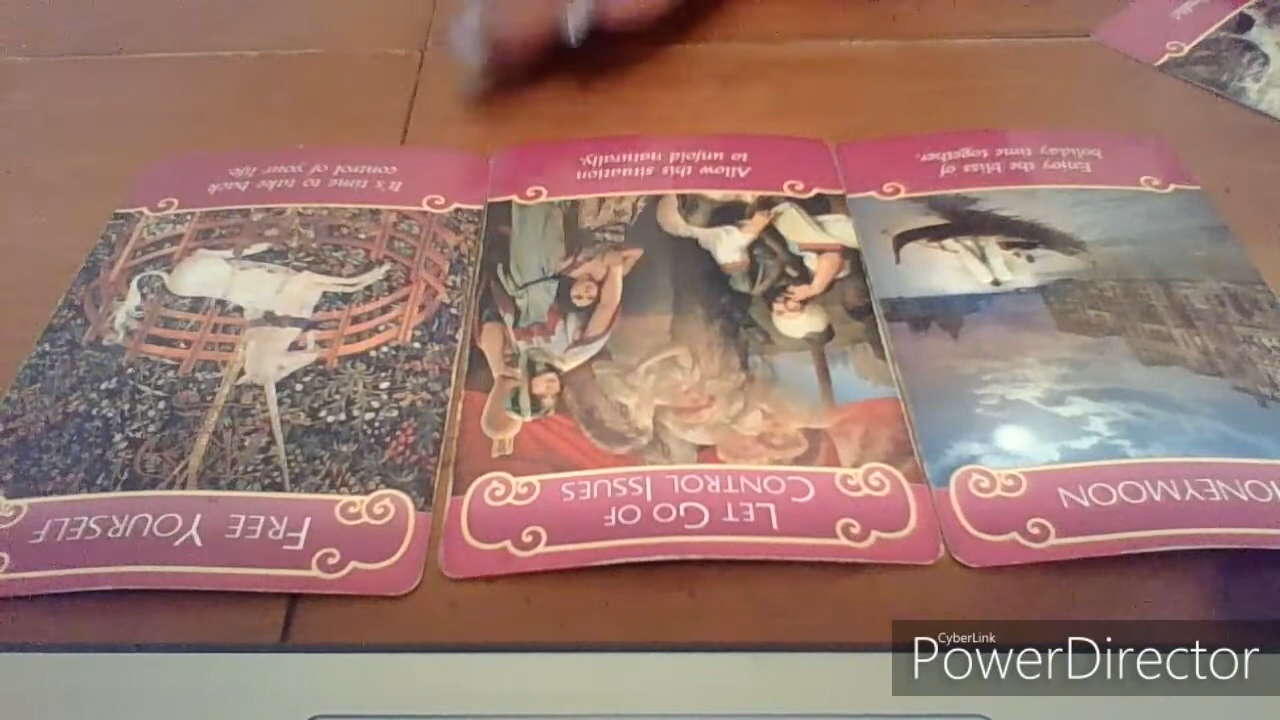 FREE YOURSELF
It's time to take back
control of your life.
LET GO OF
CONTROL ISSUES
Allow this situation
to unfold naturally.
HONEYMOON
Enjoy the bliss of
holiday time together.
CyberLink
PowerDirector